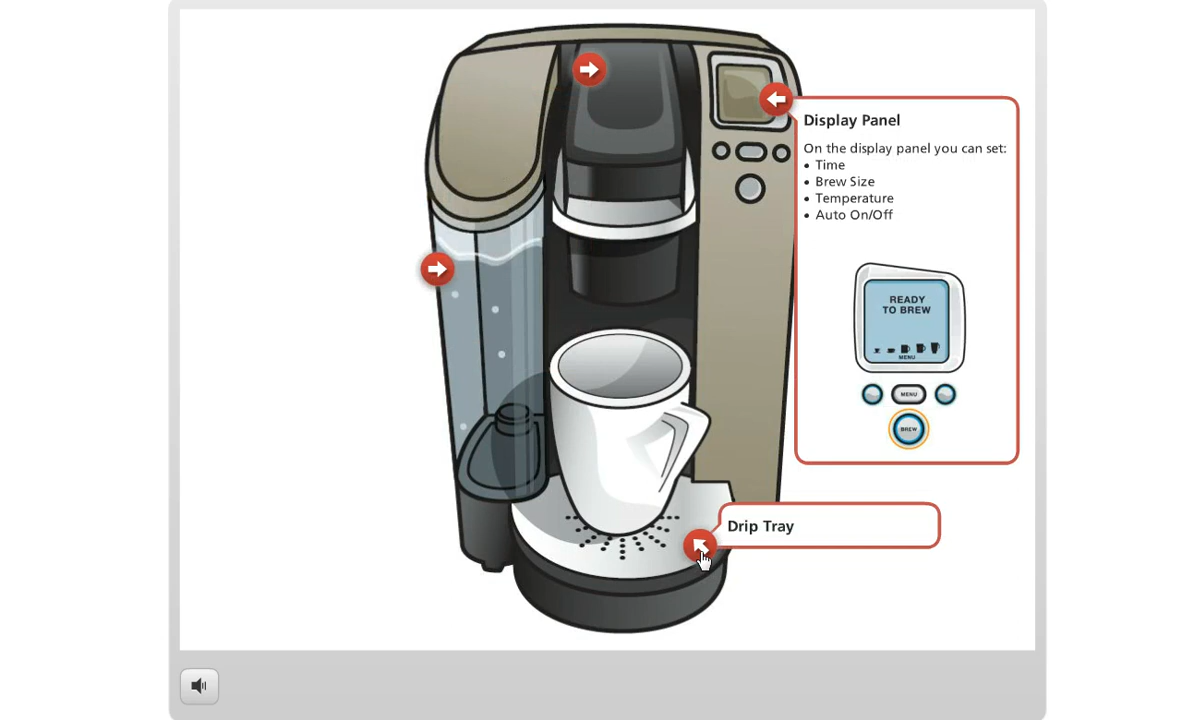 Display Panel
On the display panel you can set:
• Time
• Brew Size
• Temperature
• Auto On/Off
READY
TO BREW
MENU
MENU
BREW
Drip Tray